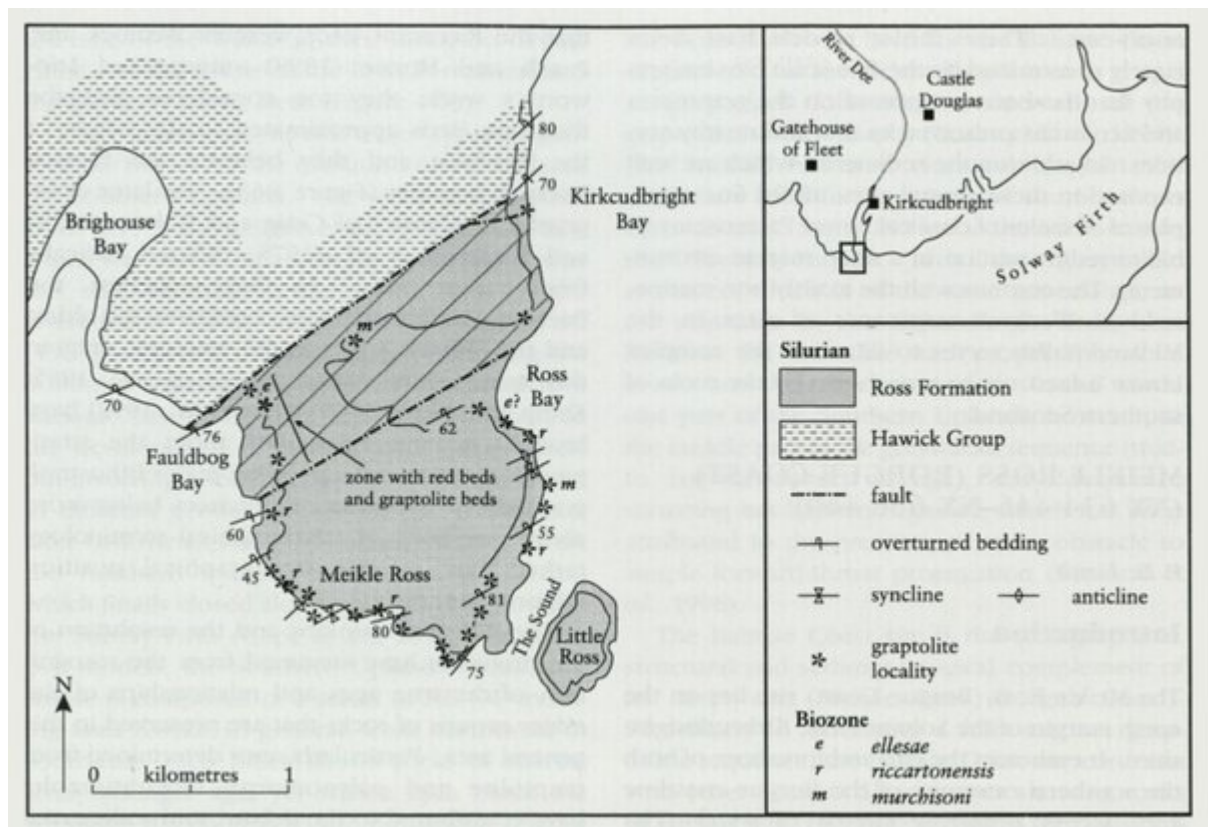 Brighouse
Bay
80
70
Kirkcudbright
Bay
m
Ross
Bay
e?
70
76
62
Fauldbog
Bay
zone with red beds
and graptolite beds
r
r
m
60
55
r
45
Meikle Ross
r
81
80
75
The Sound
Little
Ross
N
0 kilometres 1
River Dee
Castle
Douglas
Gatehouse
of Fleet
Kirkcudbright
Solway Firth
Silurian
Ross Formation
Hawick Group
fault
overturned bedding
syncline anticline
graptolite
locality
Biozone
e ellesae
r riccartonensis
m murchisoni